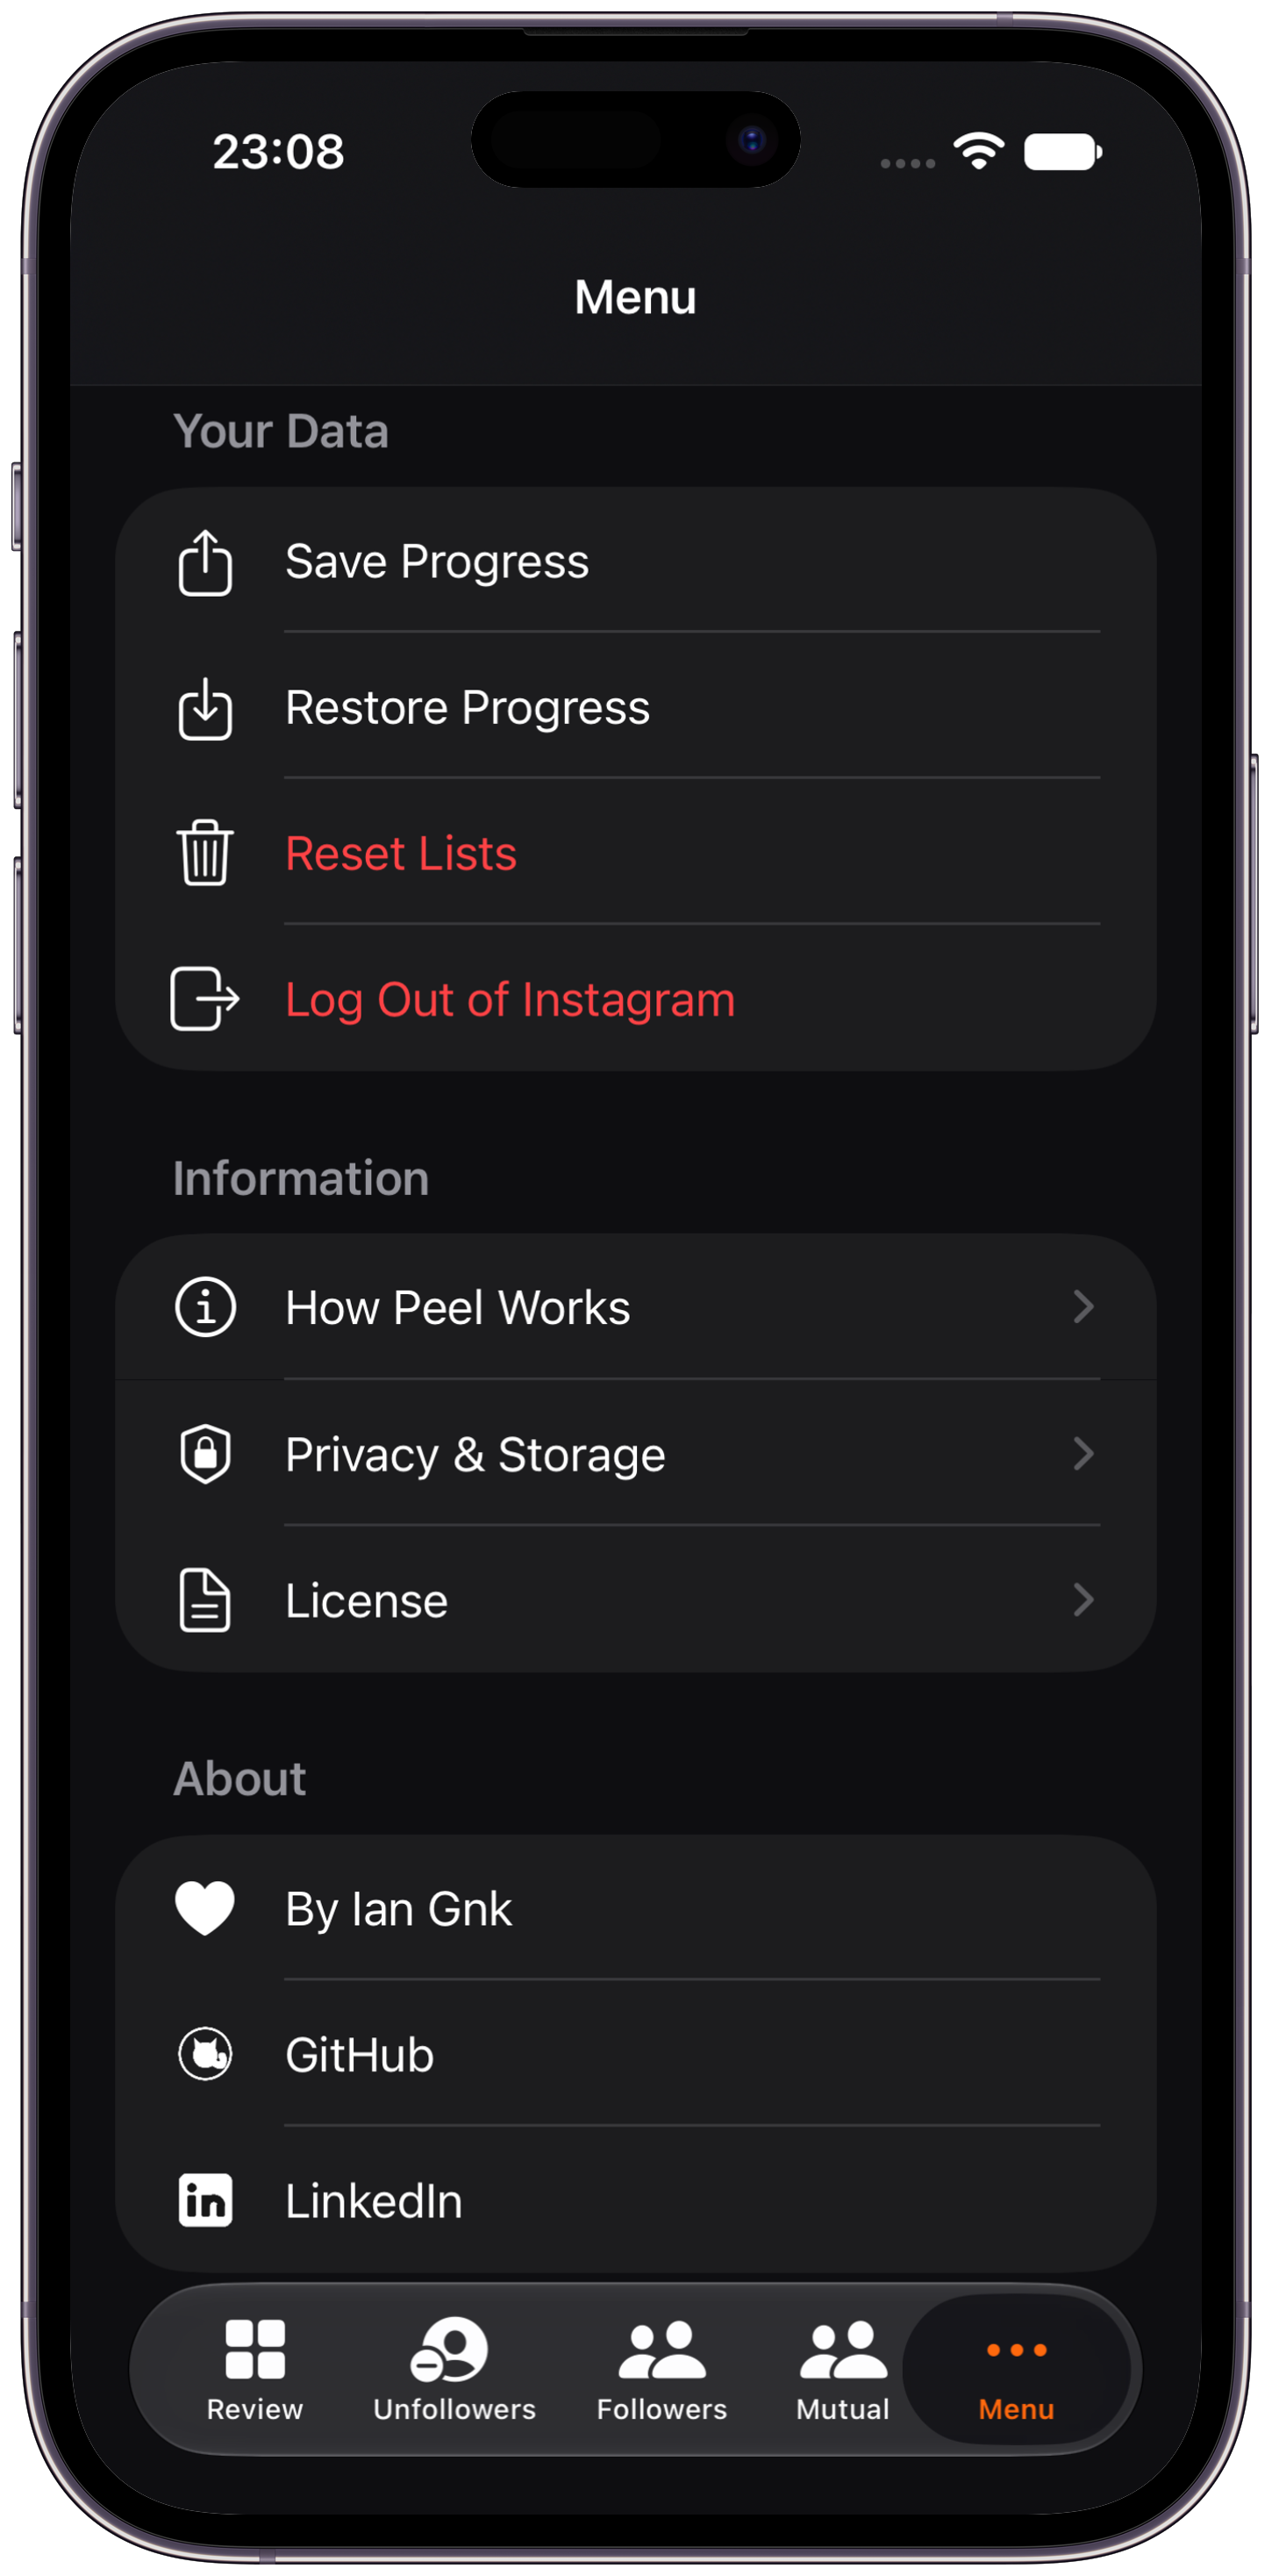 23:08
Menu
Your Data
Save Progress
Restore Progress
Reset Lists
Log Out of Instagram
Information
How Peel Works
Privacy & Storage
License
About
By Ian Gnk
GitHub
in LinkedIn
Review Unfollowers Followers Mutual Menu